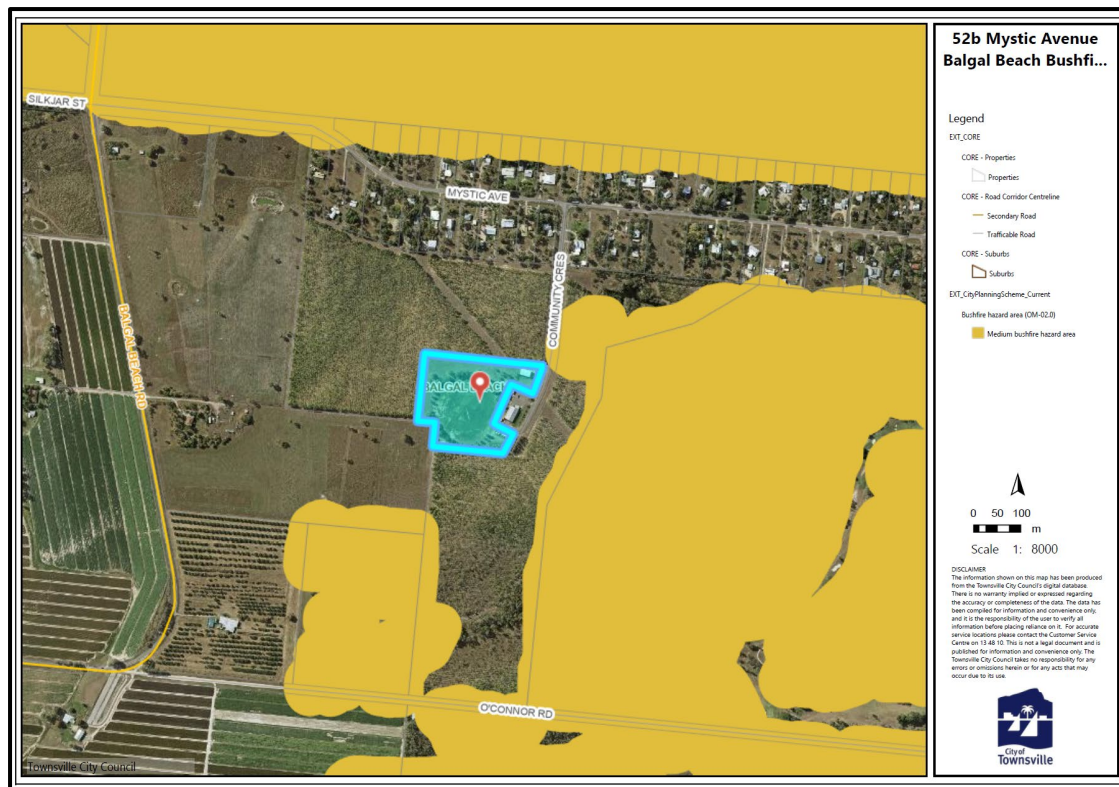 52b Mystic Avenue
Balgal Beach Bushfi...
Legend
EXT_CORE
CORE - Properties
Properties
CORE - Road Corridor Centreline
Secondary Road
Trafficable Road
CORE - Suburbs
Suburbs
EXT_CityPlanningScheme_Current
Bushfire hazard area (OM-02.0)
Medium bushfire hazard area
0 50 100
m
Scale 1: 8000
DISCLAIMER
The information shown on this map has been produced
from the Townsville City Council's digital database.
There is no warranty implied or expressed regarding
the accuracy or completeness of the data. The data has
been compiled for information and convenience only,
and it is the responsibility of the user to verify all
information before placing reliance on it. For accurate
service locations please contact the Customer Service
Centre on 13 48 10. This is not a legal document and is
published for information and convenience only. The
Townsville City Council takes no responsibility for any
errors or omissions herein or for any acts that may
occur due to its use.
City of
Townsville
SILKJAR ST
MYSTIC AVE
COMMUNITY CRES
BALGAL BEACH RD
BALGAL BEACH
O'CONNOR RD
Townsville City Council